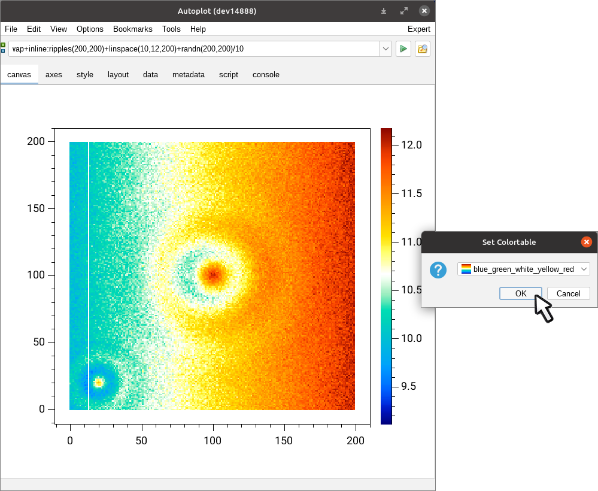 Autoplot (dev14888)
File Edit View Options Bookmarks Tools Help Expert
vap+inline:ripples(200,200)+linspace(10,12,200)+randn(200,200)/10
canvas axes style layout data metadata script console
200
150
100
50
0
0 50 100 150 200
12.0
11.5
11.0
10.5
10.0
9.5
Set Colortable
blue_green_white_yellow_red
OK Cancel